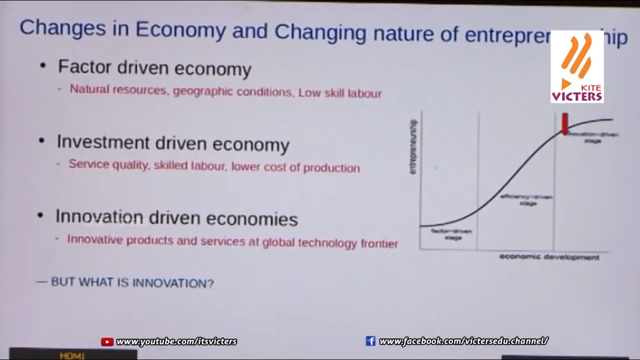 Changes in Economy and Changing nature of entrepre ship
KITE
VICTERS
• Factor driven economy
- Natural resources, geographic conditions, Low skill labour
• Investment driven economy
- Service quality, skilled labour, lower cost of production
• Innovation driven economies
- Innovative products and services at global technology frontier
— BUT WHAT IS INNOVATION?
entrepreneurship
factor-driven
stage
efficiency-driven
stage
novation-driven
stage
economic development
HDMI
www.youtube.com/itsvicters
www.facebook.com/victersedu.channel/